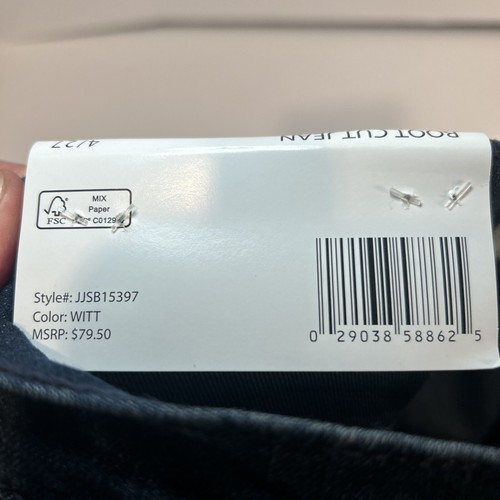 4/27
BOOT CUT JEAN
MIX
Paper
FSC
C0129
Style#: JJSB15397
Color: WITT
MSRP: $79.50
0 29038 58862 5